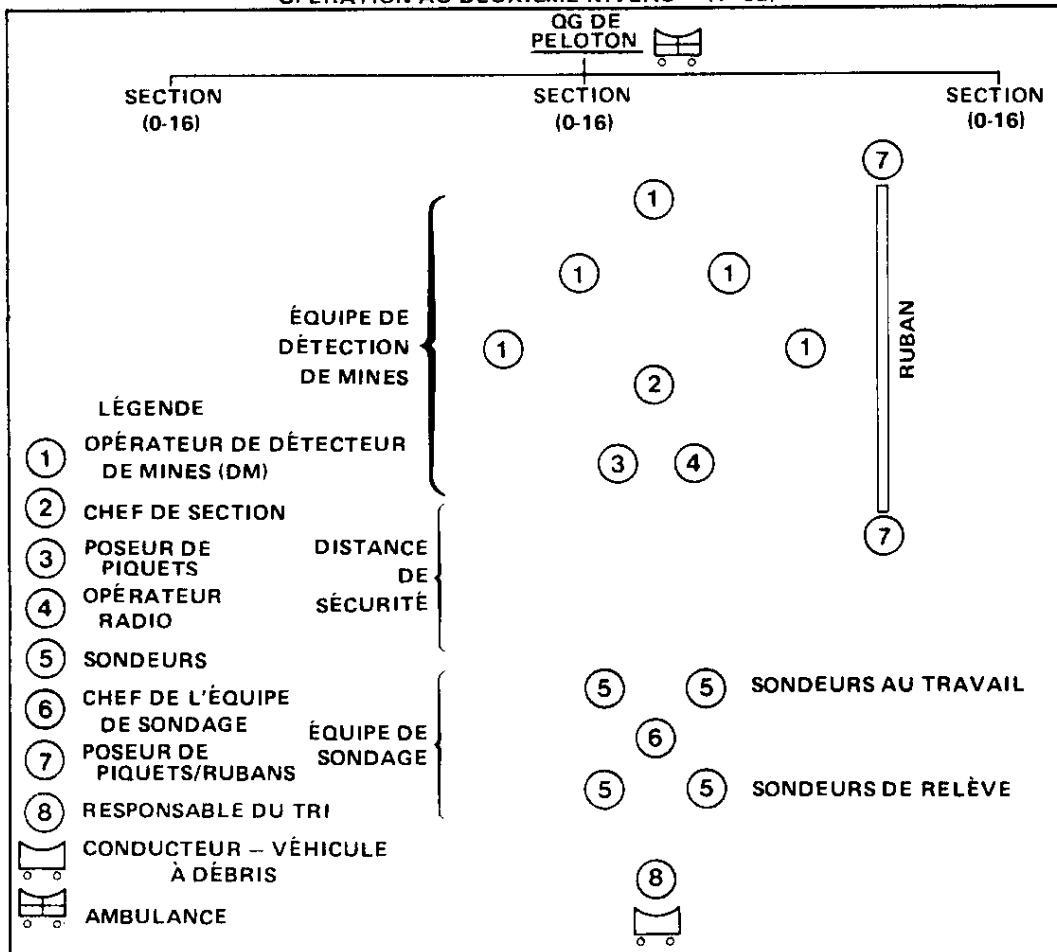 OPÉRATION AU DEUXIÈME NIVEAU
QG DE
PELOTON
SECTION
(0-16)
SECTION
(0-16)
SECTION
(0-16)
7
1
1
1
ÉQUIPE DE
DÉTECTION
DE MINES
1
1
2
3
4
RUBAN
7
LÉGENDE
1 OPÉRATEUR DE DÉTECTEUR
DE MINES (DM)
2 CHEF DE SECTION
3 POSEUR DE
PIQUETS
4 OPÉRATEUR
RADIO
5 SONDEURS
6 CHEF DE L'ÉQUIPE
DE SONDAGE
7 POSEUR DE
PIQUETS/RUBANS
8 RESPONSABLE DU TRI
CONDUCTEUR – VÉHICULE
À DÉBRIS
AMBULANCE
DISTANCE
DE
SÉCURITÉ
ÉQUIPE DE
SONDAGE
5 5 SONDEURS AU TRAVAIL
6
5 5 SONDEURS DE RELÈVE
8